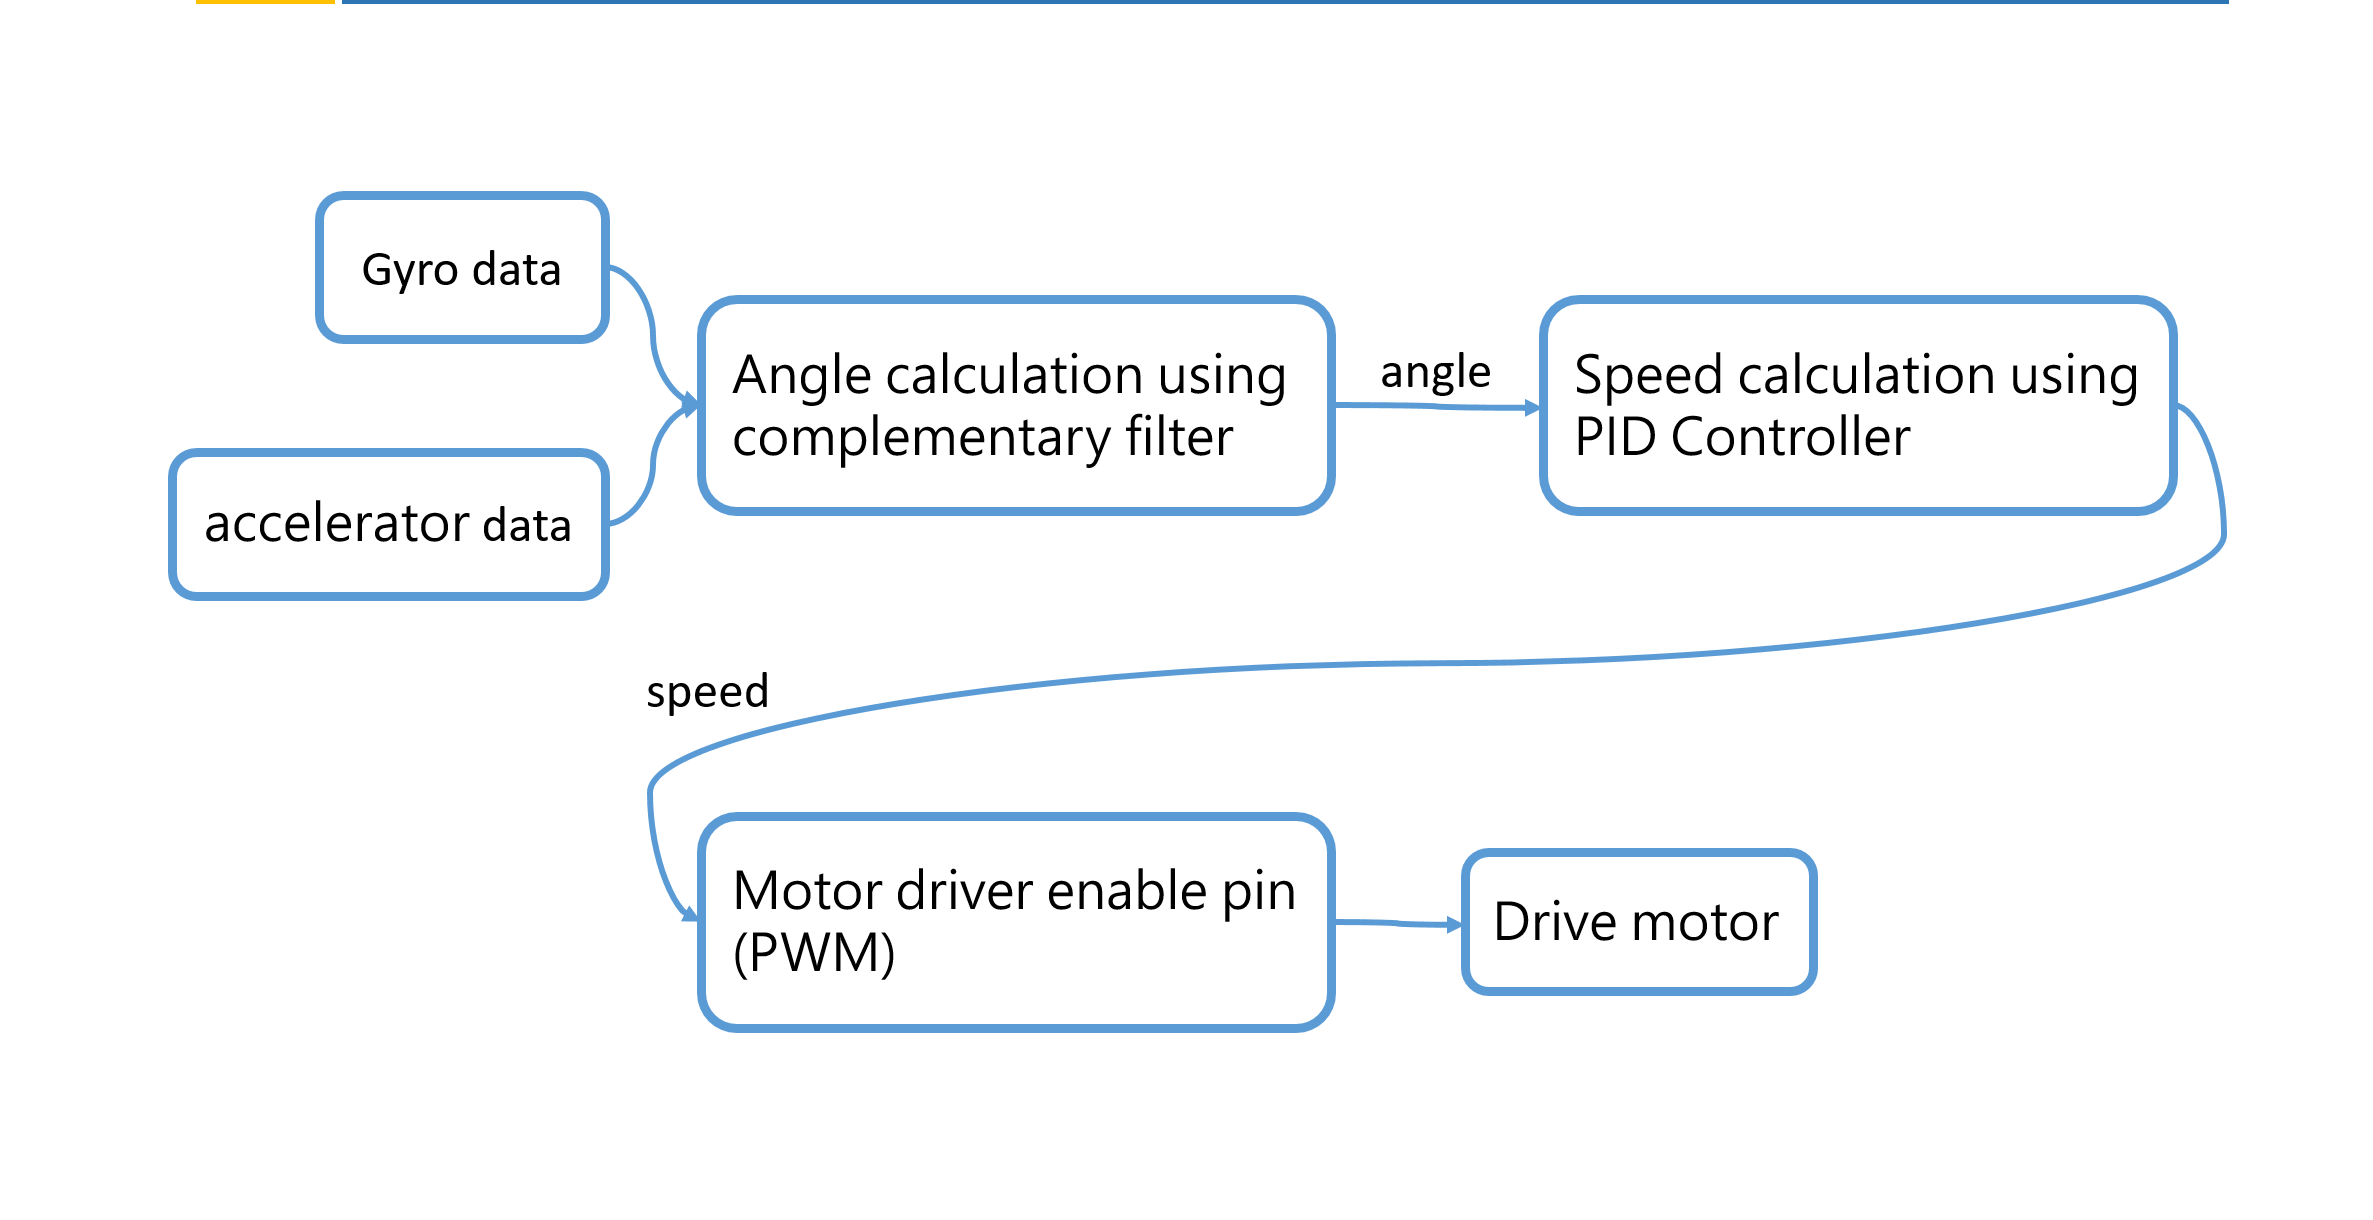 Gyro data
accelerator data
Angle calculation using
complementary filter
angle
Speed calculation using
PID Controller
speed
Motor driver enable pin
(PWM)
Drive motor